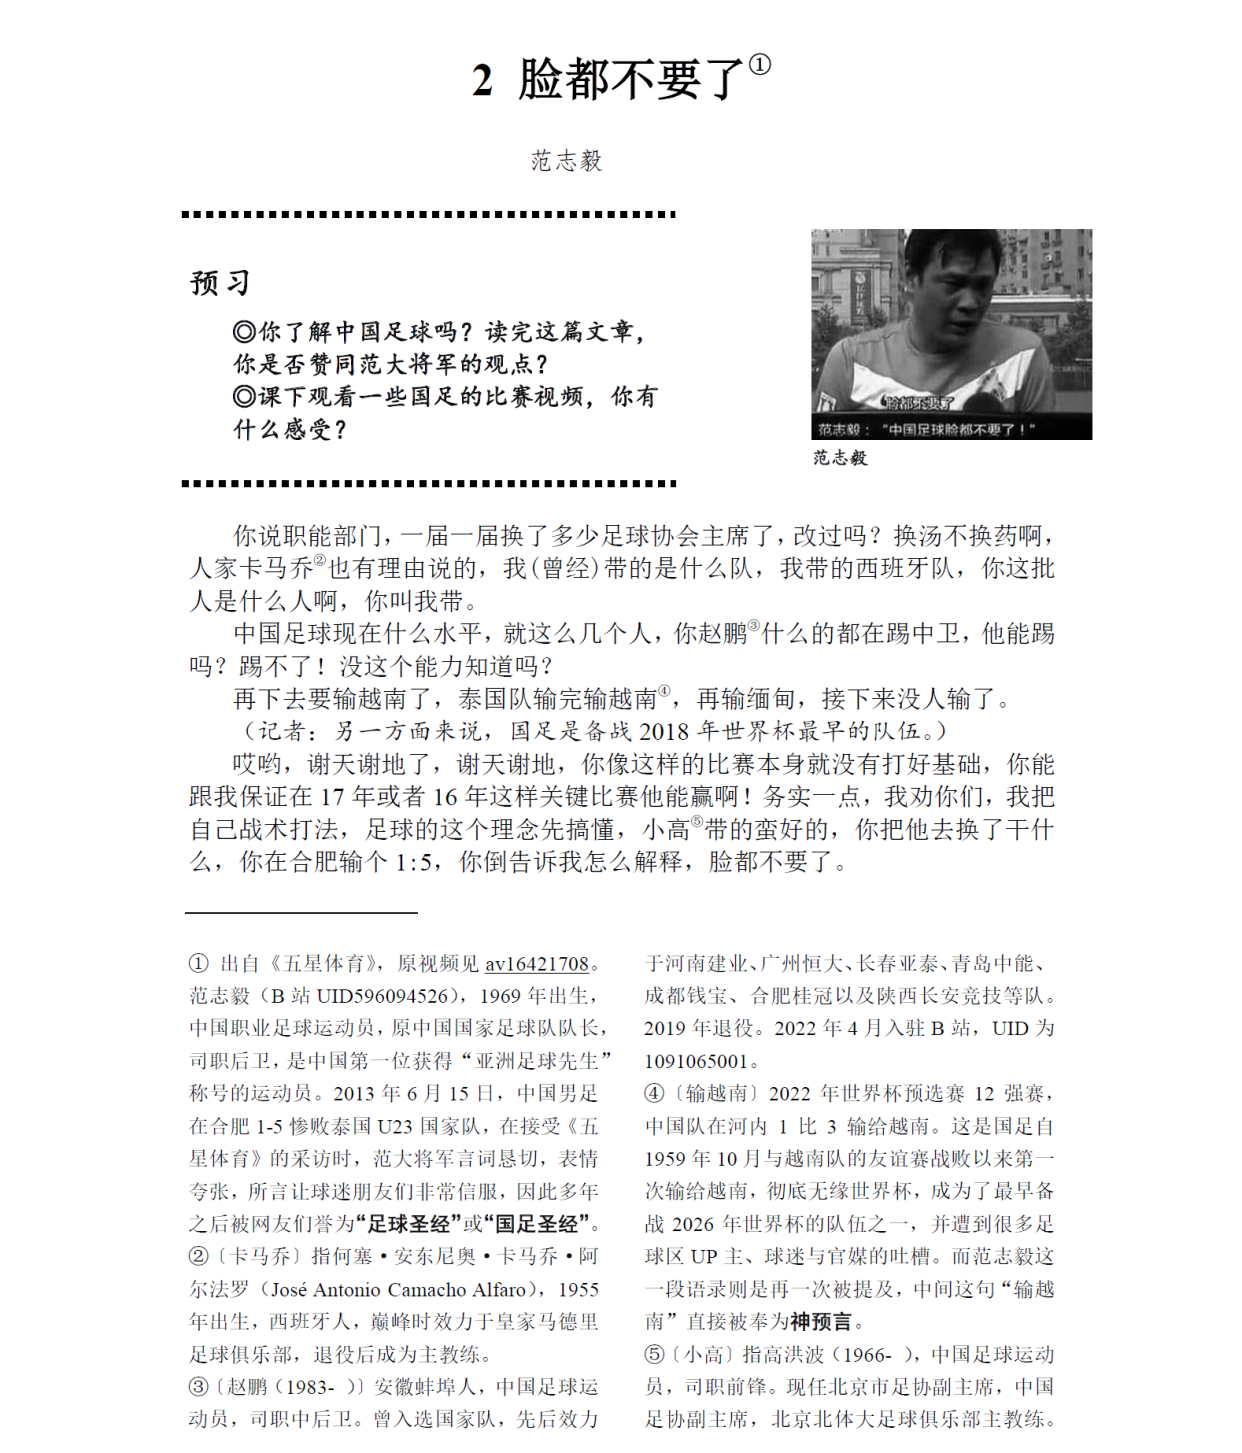 2 脸都不要了①
范志毅
预习
◎你了解中国足球吗？读完这篇文章，
你是否赞同范大将军的观点？
◎课下观看一些国足的比赛视频，你有
什么感受？
脸都不要了
范志毅：“中国足球脸都不要了！”
范志毅
你说职能部门，一届一届换了多少足球协会主席了，改过吗？换汤不换药啊，
人家卡马乔②也有理由说的，我(曾经)带的是什么队，我带的西班牙队，你这批
人是什么人啊，你叫我带。
中国足球现在什么水平，就这么几个人，你赵鹏③什么的都在踢中卫，他能踢
吗？踢不了！没这个能力知道吗？
再下去要输越南了，泰国队输完输越南④，再输缅甸，接下来没人输了。
（记者：另一方面来说，国足是备战 2018 年世界杯最早的队伍。）
哎哟，谢天谢地了，谢天谢地，你像这样的比赛本身就没有打好基础，你能
跟我保证在 17 年或者 16 年这样关键比赛他能赢啊！务实一点，我劝你们，我把
自己战术打法，足球的这个理念先搞懂，小高⑤带的蛮好的，你把他去换了干什
么，你在合肥输个 1:5，你倒告诉我怎么解释，脸都不要了。
① 出自《五星体育》，原视频见 av16421708。
范志毅（B 站 UID596094526），1969 年出生，
中国职业足球运动员，原中国国家足球队队长，
司职后卫，是中国第一位获得“亚洲足球先生”
称号的运动员。2013 年 6 月 15 日，中国男足
在合肥 1-5 惨败泰国 U23 国家队，在接受《五
星体育》的采访时，范大将军言词恳切，表情
夸张，所言让球迷朋友们非常信服，因此多年
之后被网友们誉为“足球圣经”或“国足圣经”。
②〔卡马乔〕指何塞·安东尼奥·卡马乔·阿
尔法罗（José Antonio Camacho Alfaro），1955
年出生，西班牙人，巅峰时效力于皇家马德里
足球俱乐部，退役后成为主教练。
③〔赵鹏（1983- ）〕安徽蚌埠人，中国足球运
动员，司职中后卫。曾入选国家队，先后效力
于河南建业、广州恒大、长春亚泰、青岛中能、
成都钱宝、合肥桂冠以及陕西长安竞技等队。
2019 年退役。2022 年 4 月入驻 B 站，UID 为
1091065001。
④〔输越南〕2022 年世界杯预选赛 12 强赛，
中国队在河内 1 比 3 输给越南。这是国足自
1959 年 10 月与越南队的友谊赛战败以来第一
次输给越南，彻底无缘世界杯，成为了最早备
战 2026 年世界杯的队伍之一，并遭到很多足
球区 UP 主、球迷与官媒的吐槽。而范志毅这
一段语录则是再一次被提及，中间这句“输越
南”直接被奉为神预言。
⑤〔小高〕指高洪波（1966- ），中国足球运动
员，司职前锋。现任北京市足协副主席，中国
足协副主席，北京北体大足球俱乐部主教练。